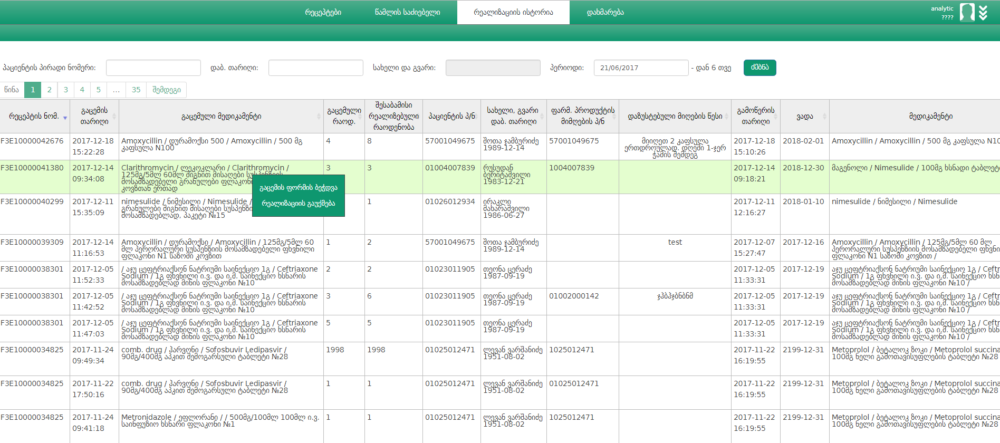 რეცეპტები წამლის საძიებელი რეალიზაციის ისტორია დახმარება
analytic
????
პაციენტის პირადი ნომერი: დაბ. თარიღი: სახელი და გვარი: პერიოდი: 21/06/2017 - დან 6 თვე ძებნა
წინა 1 2 3 4 5 ... 35 შემდეგი
რეცეპტის ნომ.
გაცემის
თარიღი
გაცემული მედიკამენტი
გაცემული
რაოდ.
შესაბამისი
რეალიზებული
რაოდენობა
პაციენტის პ/ნ
სახელი, გვარი
დაბ. თარიღი
ფარმ. პროდუქტის
მიმღების პ/ნ
დაზუსტებული მიღების წესი
გამოწერის
თარიღი
ვადა
მედიკამენტი
F3E10000042676
2017-12-18
15:22:28
Amoxycillin / დურამოქსი 500 / Amoxycillin / 500 მგ
კაფსულა N100
4
8
57001049675
შოთა ჯამბურიძე
1989-12-14
57001049675
მიიღეთ 2 კაფსულა
ერთდროულად. დღეში 1-ჯერ
ჭამის შემდეგ
2017-12-18
15:10:26
2018-02-01
Amoxycillin / Amoxycillin / 500 მგ კაფსულა N10
F3E10000041380
2017-12-14
09:34:08
Clarithromycin / ლეკოკლარი / Clarithromycin /
125მგ/5მლ 60მლ შიგნით მისაღები სუსპენზიის
მოსამზადებელი გრანულები ფლაკონი
კოვზთან ერთად
3
3
01004007839
რუსუდან
ბერიტაშვილი
1983-12-21
1004007839
2017-12-14
09:18:21
2018-12-30
მაგენოლი / Nimesulide / 100მგ ხსნადი ტაბლეტი
გაცემის ფორმის ბეჭდვა
რეალიზაციის გაუქმება
F3E10000040299
2017-12-11
15:35:09
nimesulide / ნიმესილი / Nimesulide /
გრანულები შიგნით მისაღები სუსპენზი
მოსამზადებლად, პაკეტი №15
1
01026012934
ირაკლი
მახარაშვილი
1986-06-27
2017-12-11
12:16:27
2018-01-10
nimesulide / ნიმესილი / Nimesulide
F3E10000039309
2017-12-14
11:16:53
Amoxycillin / დურამოქსი / Amoxycillin / 125მგ/5მლ 60
მლ პერორალური სუსპენზიის მოსამზადებელი ფხვნილი
ფლაკონი N1 საზომი კოვზით
1
2
57001049675
შოთა ჯამბურიძე
1989-12-14
test
2017-12-07
15:27:47
2017-12-16
Amoxycillin / Amoxycillin / 125მგ/5მლ 60 მლ
პერორალური სუსპენზიის მოსამზადებელი ფხვნი
ფლაკონი N1 საზომი კოვზით /
F3E10000038301
2017-12-05
11:52:33
/ აჯუ ცეფტრიაქსონ ნატრიუმი საინექციო 1გ / Ceftriaxone
Sodium / 1გ ფხვნილი ი.ვ. და ი.მ. საინექციო ხსნარის
მოსამზადებლად მინის ფლაკონი №10
2
2
01023011905
თეონა ცერაძე
1987-09-19
2017-12-05
11:33:31
2017-12-19
აჯუ ცეფტრიაქსონ ნატრიუმი საინექციო 1გ / Ceftr
Sodium / 1გ ფხვნილი ი.ვ. და ი.მ. საინექციო ხსნა
მოსამზადებლად მინის ფლაკონი №10 /
F3E10000038301
2017-12-05
11:42:52
/ აჯუ ცეფტრიაქსონ ნატრიუმი საინექციო 1გ / Ceftriaxone
Sodium / 1გ ფხვნილი ი.ვ. და ი.მ. საინექციო ხსნარის
მოსამზადებლად მინის ფლაკონი №10
3
6
01023011905
თეონა ცერაძე
1987-09-19
01002000142
ჯჰბჰჯბნბნმ
2017-12-05
11:33:31
2017-12-19
აჯუ ცეფტრიაქსონ ნატრიუმი საინექციო 1გ / Ceftr
Sodium / 1გ ფხვნილი ი.ვ. და ი.მ. საინექციო ხსნა
მოსამზადებლად მინის ფლაკონი №10 /
F3E10000038301
2017-12-05
11:47:03
/ აჯუ ცეფტრიაქსონ ნატრიუმი საინექციო 1გ / Ceftriaxone
Sodium / 1გ ფხვნილი ი.ვ. და ი.მ. საინექციო ხსნარის
მოსამზადებლად მინის ფლაკონი №10
5
5
01023011905
თეონა ცერაძე
1987-09-19
2017-12-05
11:33:31
2017-12-19
აჯუ ცეფტრიაქსონ ნატრიუმი საინექციო 1გ / Ceftr
Sodium / 1გ ფხვნილი ი.ვ. და ი.მ. საინექციო ხსნა
მოსამზადებლად მინის ფლაკონი №10 /
F3E10000034825
2017-11-24
09:49:34
comb. drug / ჰარვონი / Sofosbuvir Ledipasvir /
90მგ/400მგ აპკით შემოგარსული ტაბლეტი №28
1998
1998
01025012471
ლევან ვარშანიძე
1951-08-02
1025012471
2017-11-22
16:19:55
2199-12-31
Metoprolol / ბეტალოკ ზოკი / Metoprolol succina
100მგ ნელი გამოთავისუფლების ტაბლეტი №28
F3E10000034825
2017-11-22
17:50:16
comb. drug / ჰარვონი / Sofosbuvir Ledipasvir /
90მგ/400მგ აპკით შემოგარსული ტაბლეტი №28
1
1
01025012471
ლევან ვარშანიძე
1951-08-02
01025012471
2017-11-22
16:19:55
2199-12-31
Metoprolol / ბეტალოკ ზოკი / Metoprolol succina
100მგ ნელი გამოთავისუფლების ტაბლეტი №28
F3E10000034825
2017-11-24
09:41:18
Metronidazole / ეფლორანი / / 500მგ/100მლ 100მლ ი.ვ.
საინფუზიო ხსნარი ფლაკონი №1
1
1
01025012471
ლევან ვარშანიძე
1951-08-02
1025012471
2017-11-22
16:19:55
2199-12-31
Metoprolol / ბეტალოკ ზოკი / Metoprolol succina
100მგ ნელი გამოთავისუფლების ტაბლეტი №28